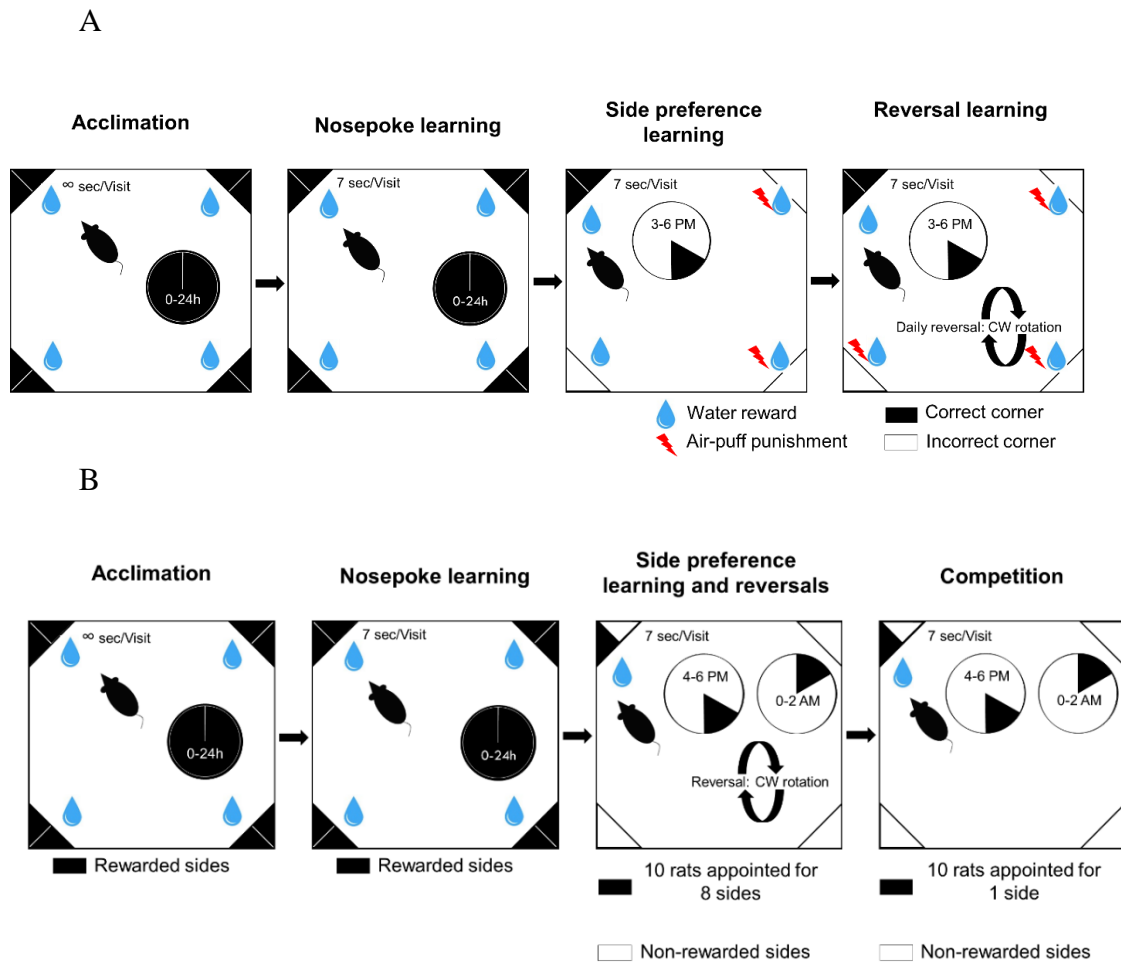 A
Acclimation
Nosepoke learning
Side preference
learning
Reversal learning
∞ sec/Visit
7 sec/Visit
7 sec/Visit
7 sec/Visit
3-6 PM
3-6 PM
0-24h
0-24h
Daily reversal: CW rotation
Water reward
Correct corner
Air-puff punishment
Incorrect corner
B
Acclimation
Nosepoke learning
Side preference
learning and reversals
Competition
∞ sec/Visit
7 sec/Visit
7 sec/Visit
7 sec/Visit
4-6 PM
0-2 AM
4-6 PM
0-2 AM
0-24h
0-24h
Reversal: CW rotation
Rewarded sides
Rewarded sides
10 rats appointed for
8 sides
10 rats appointed for
1 side
Non-rewarded sides
Non-rewarded sides